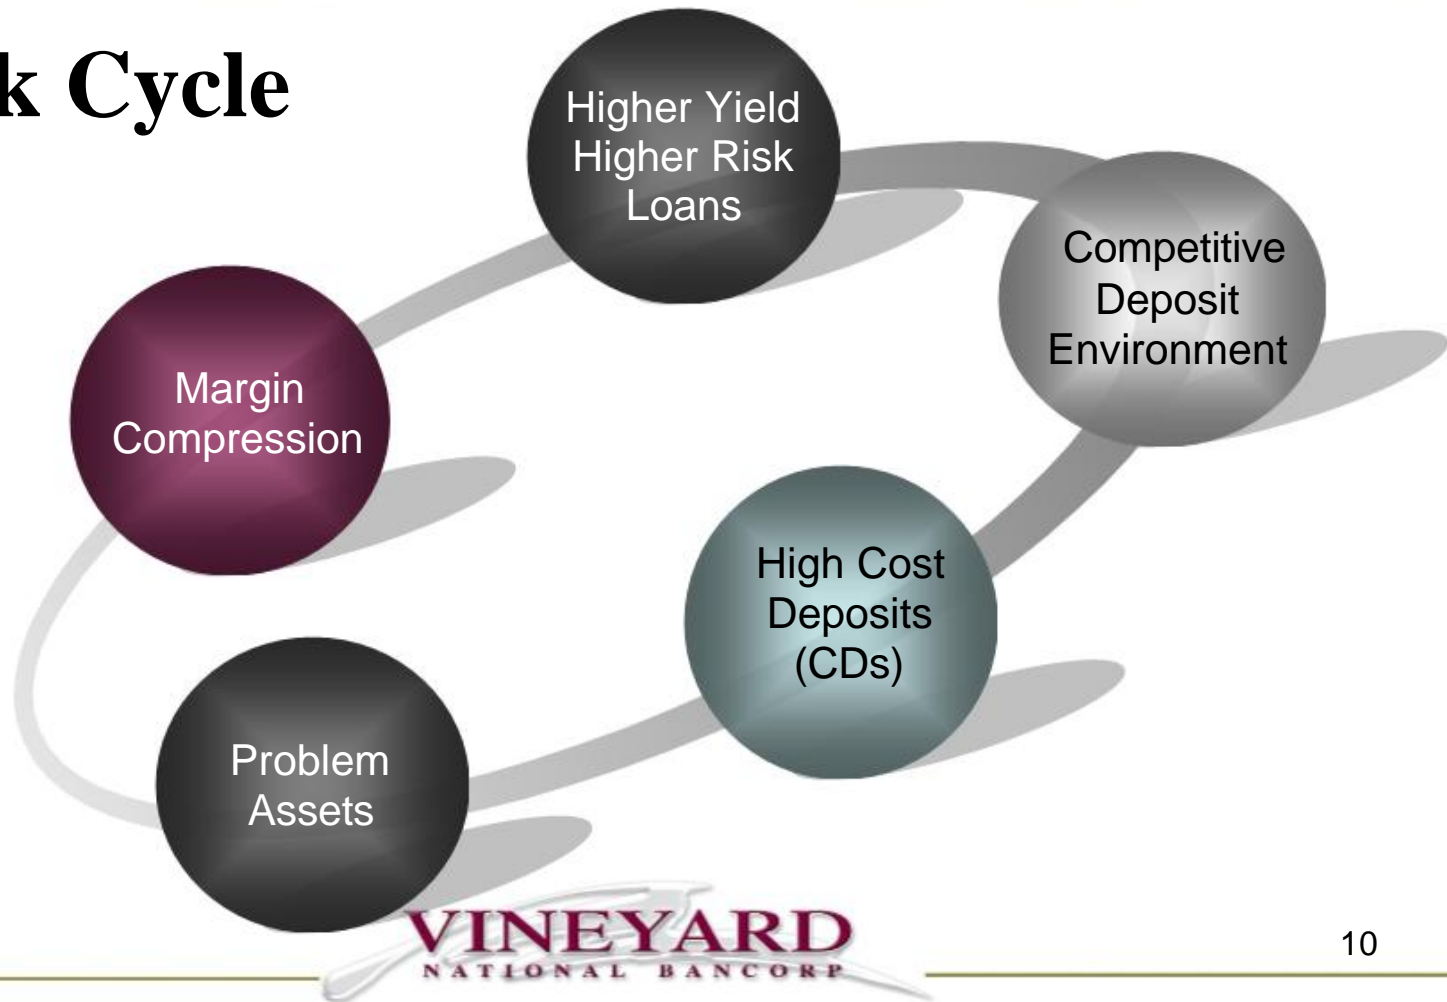 k Cycle
Higher Yield
Higher Risk
Loans
Competitive
Deposit
Environment
Margin
Compression
High Cost
Deposits
(CDs)
Problem
Assets
VINEYARD
NATIONAL BANCORP
10